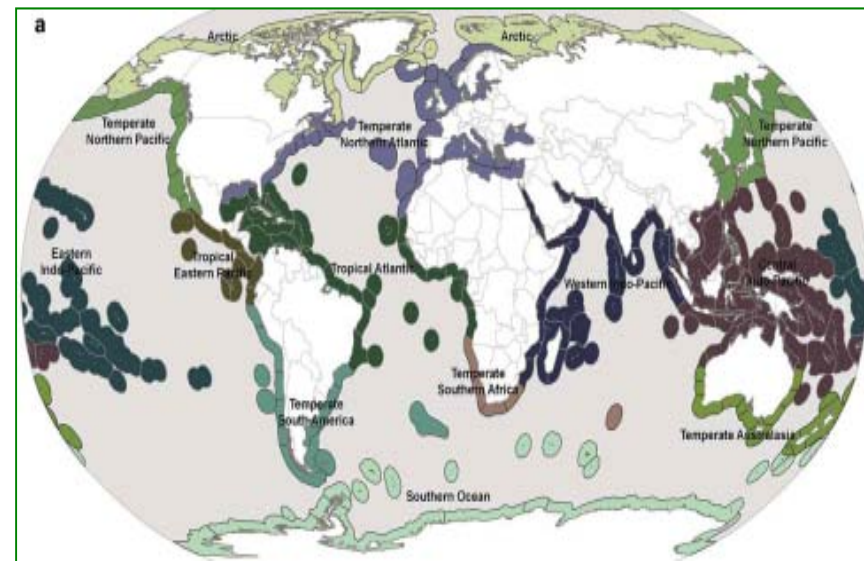 a
Arctic
Arctic
Temperate
Northern Pacific
Temperate
Northern Atlantic
Temperate
Northern Pacific
Eastern
Indo-Pacific
Tropical
Eastern Pacific
Tropical Atlantic
Western Indo-Pacific
Central
Indo-Pacific
Temperate
South America
Temperate
Southern Africa
Temperate Australasia
Southern Ocean